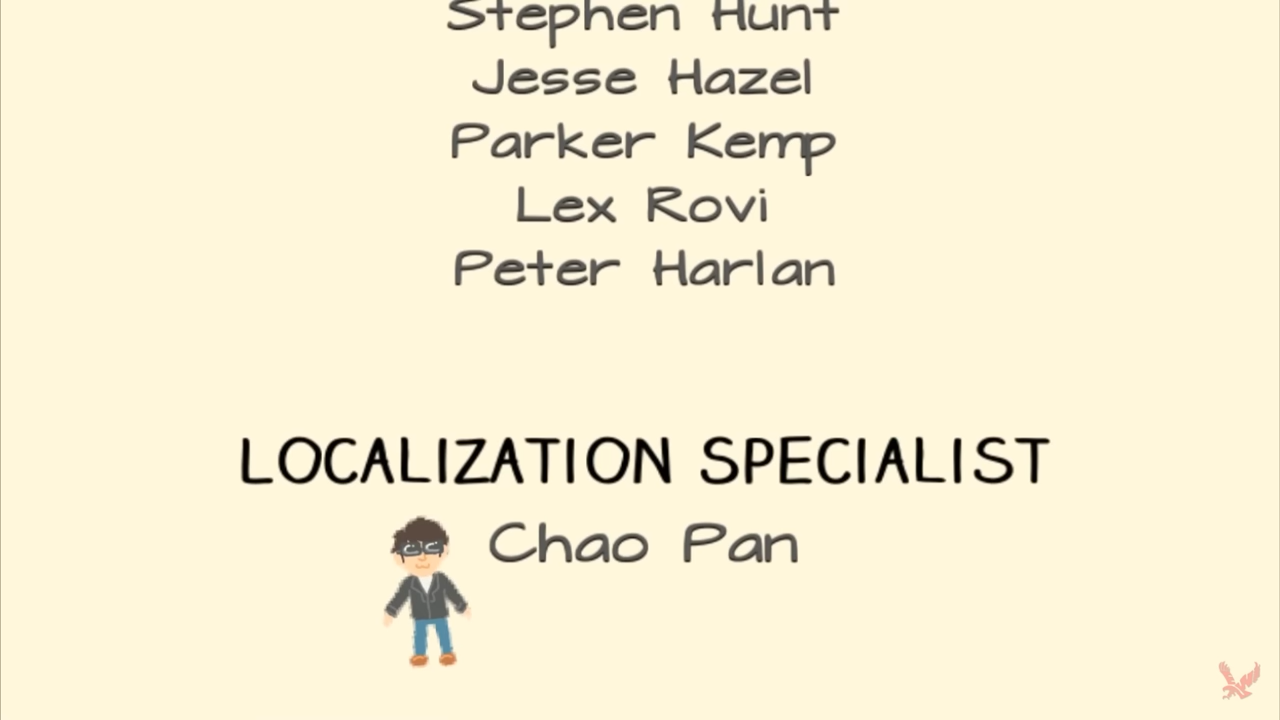 Stephen Hunt
Jesse Hazel
Parker Kemp
Lex Rovi
Peter Harlan
LOCALIZATION SPECIALIST
Chao Pan